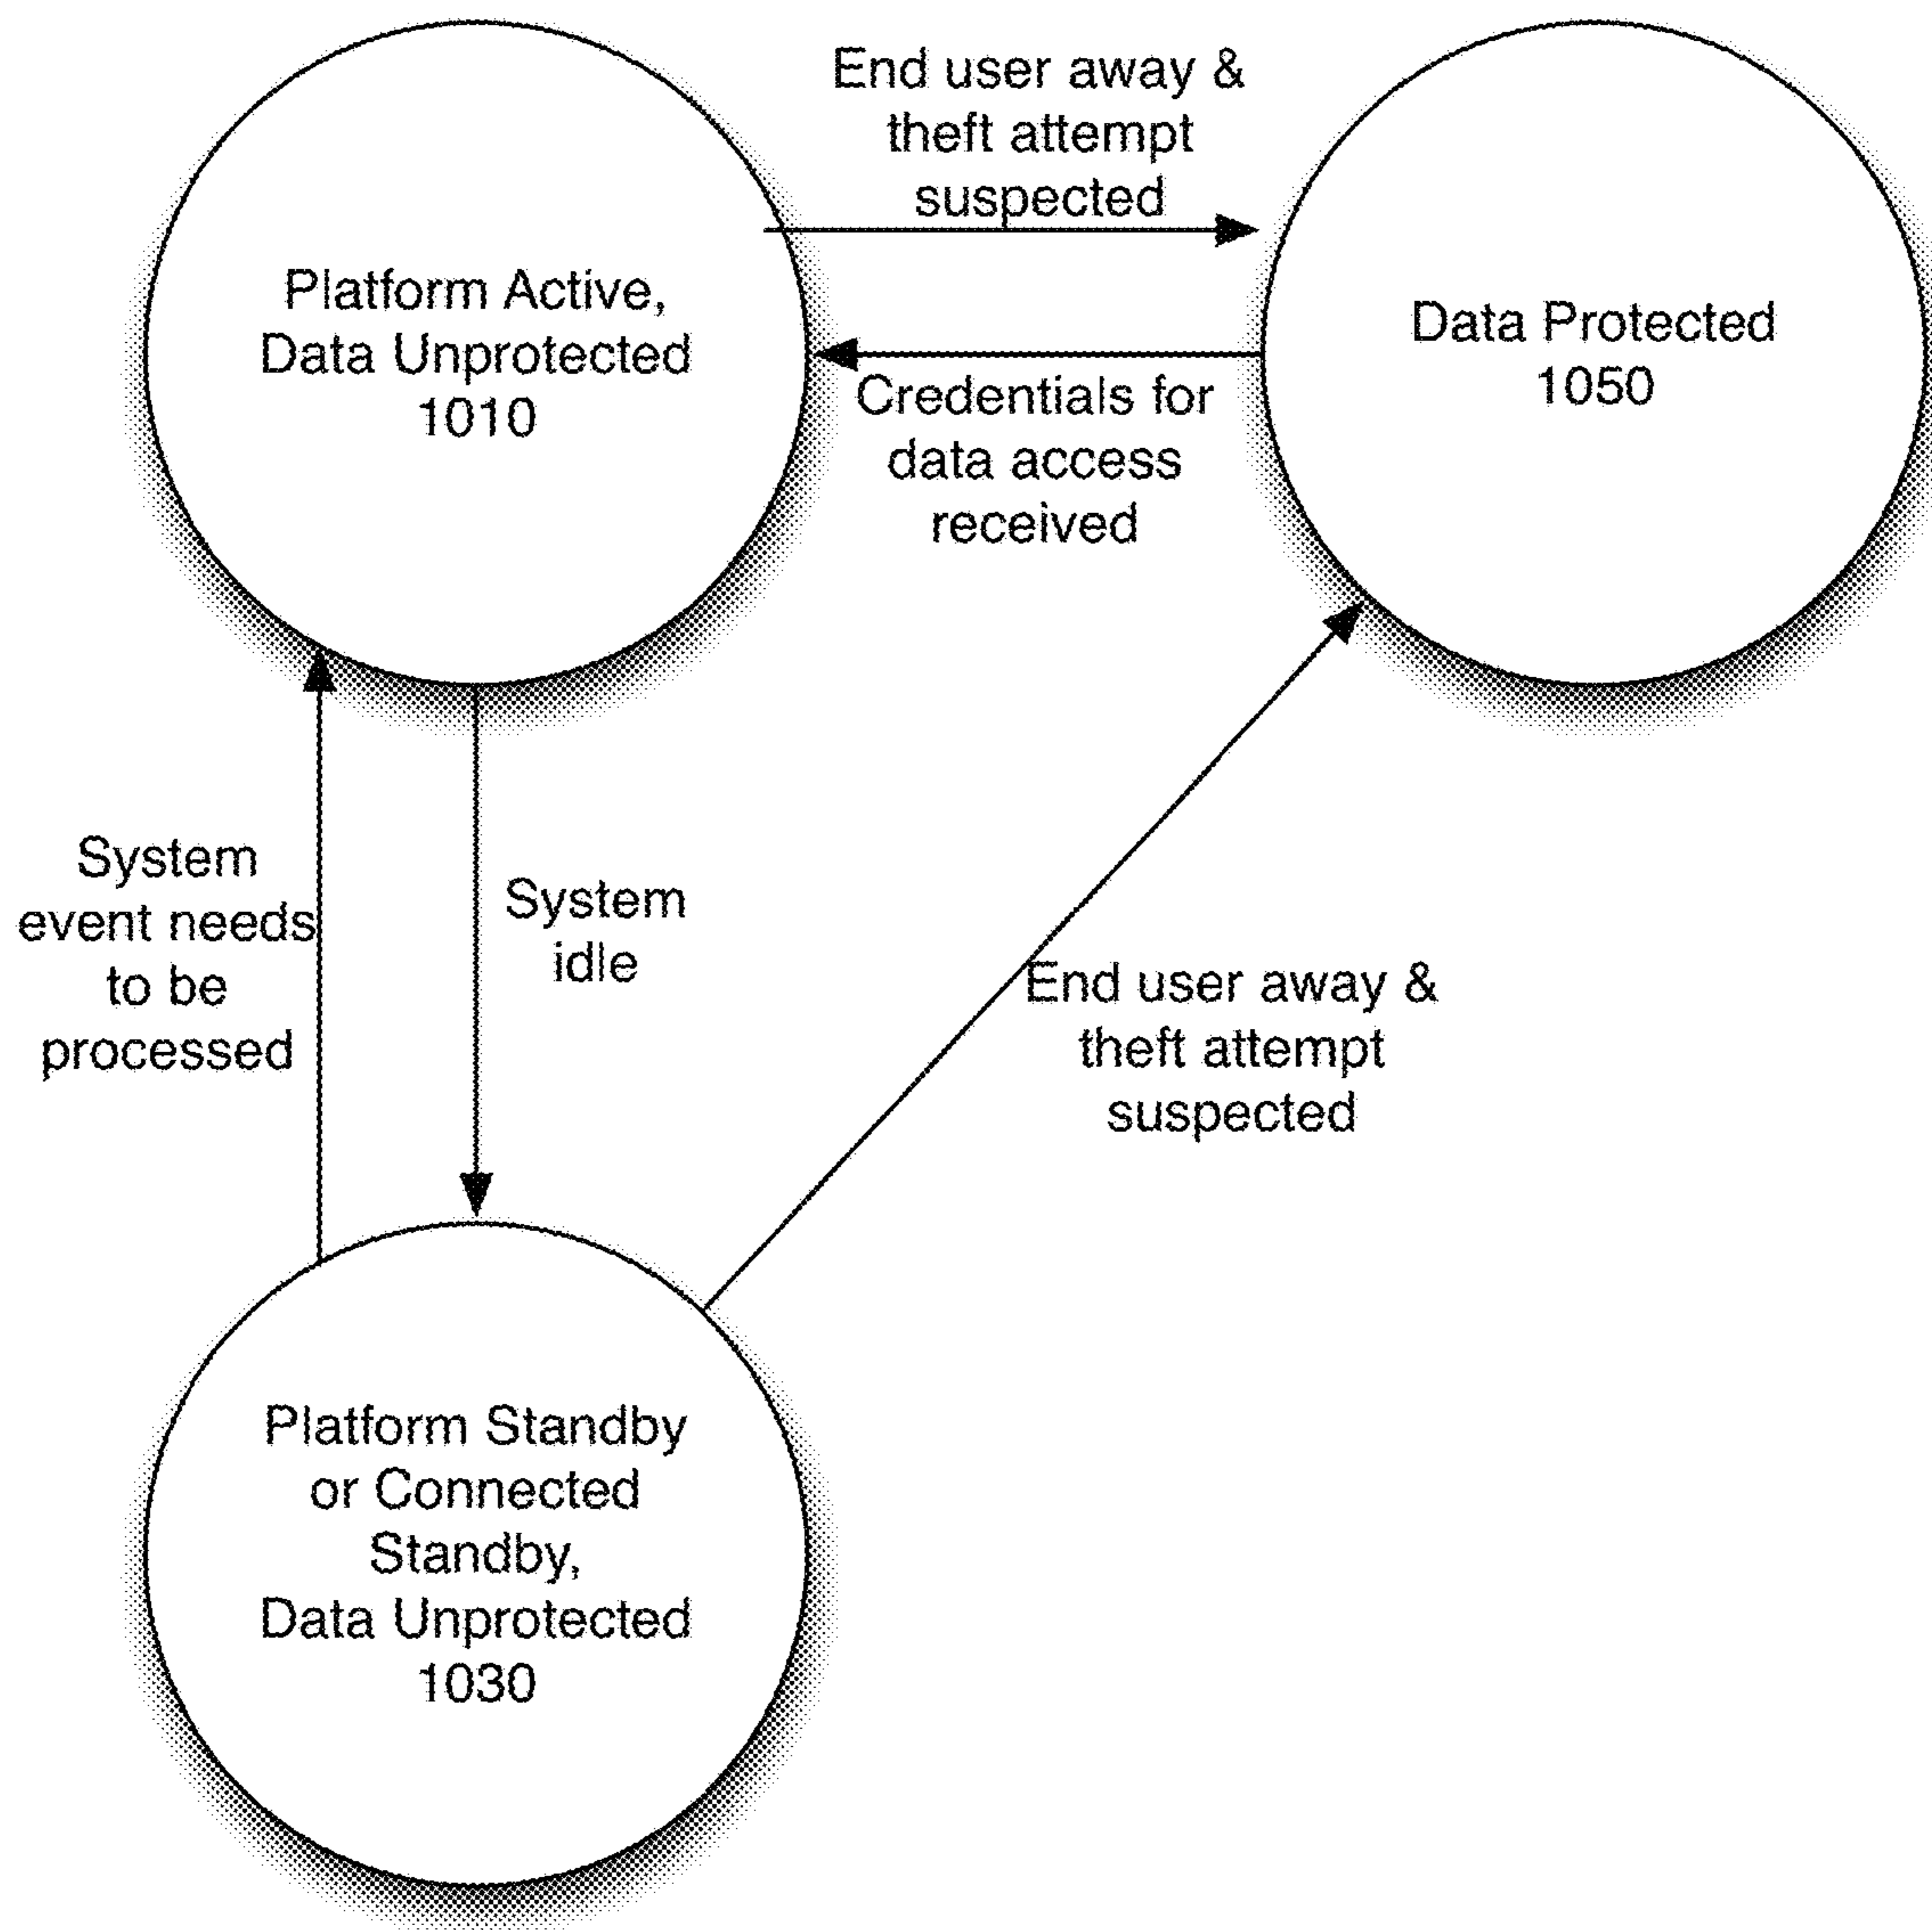 End user away &
theft attempt
suspected
Platform Active,
Data Unprotected
1010
Data Protected
1050
Credentials for
data access
received
System
event needs
to be
processed
System
idle
End user away &
theft attempt
suspected
Platform Standby
or Connected
Standby,
Data Unprotected
1030